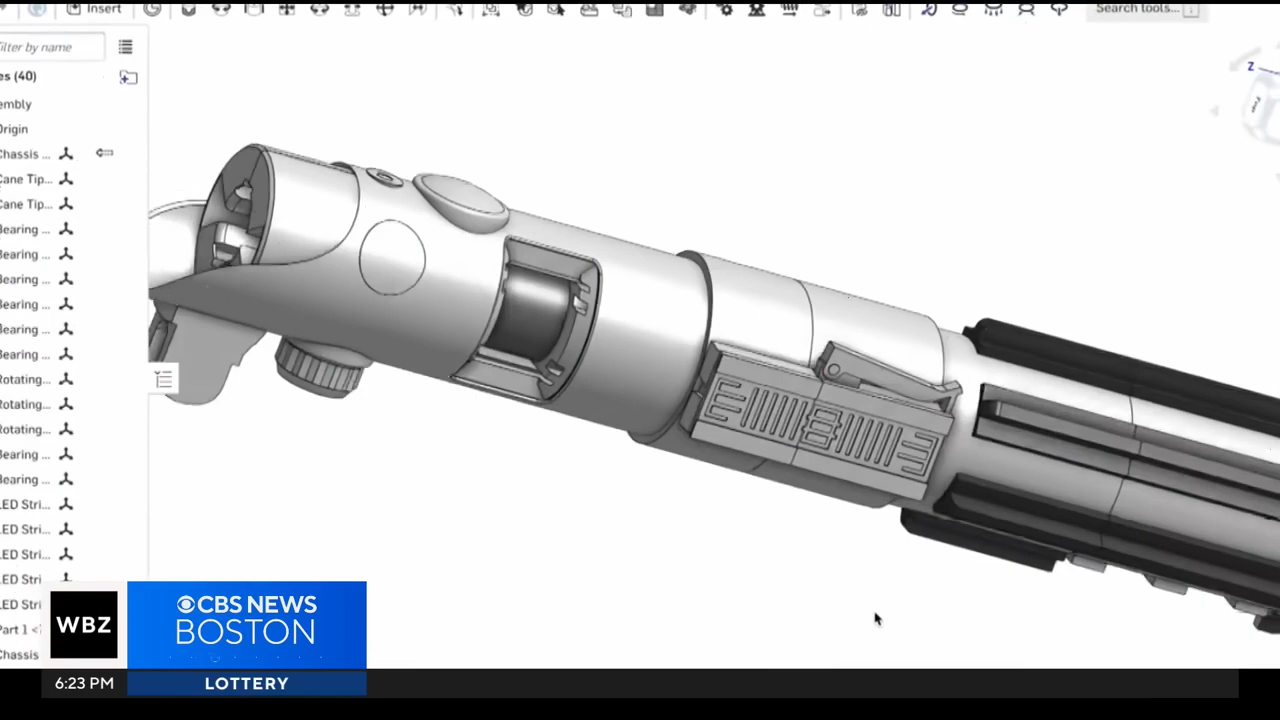 Insert
Search tools...
ilter by name
es (40)
embly
Origin
Z
Chassis ...
Cane Tip...
Cane Tip...
Bearing ...
Bearing ...
Bearing ...
Bearing ...
Bearing ...
Bearing ...
Rotating...
Rotating...
Rotating...
Bearing ...
Bearing ...
LED Stri...
LED Stri...
LED Stri...
LED Stri
LED Stri
Part 1 <
Chassis
WBZ
CBS NEWS
BOSTON
6:23 PM
LOTTERY